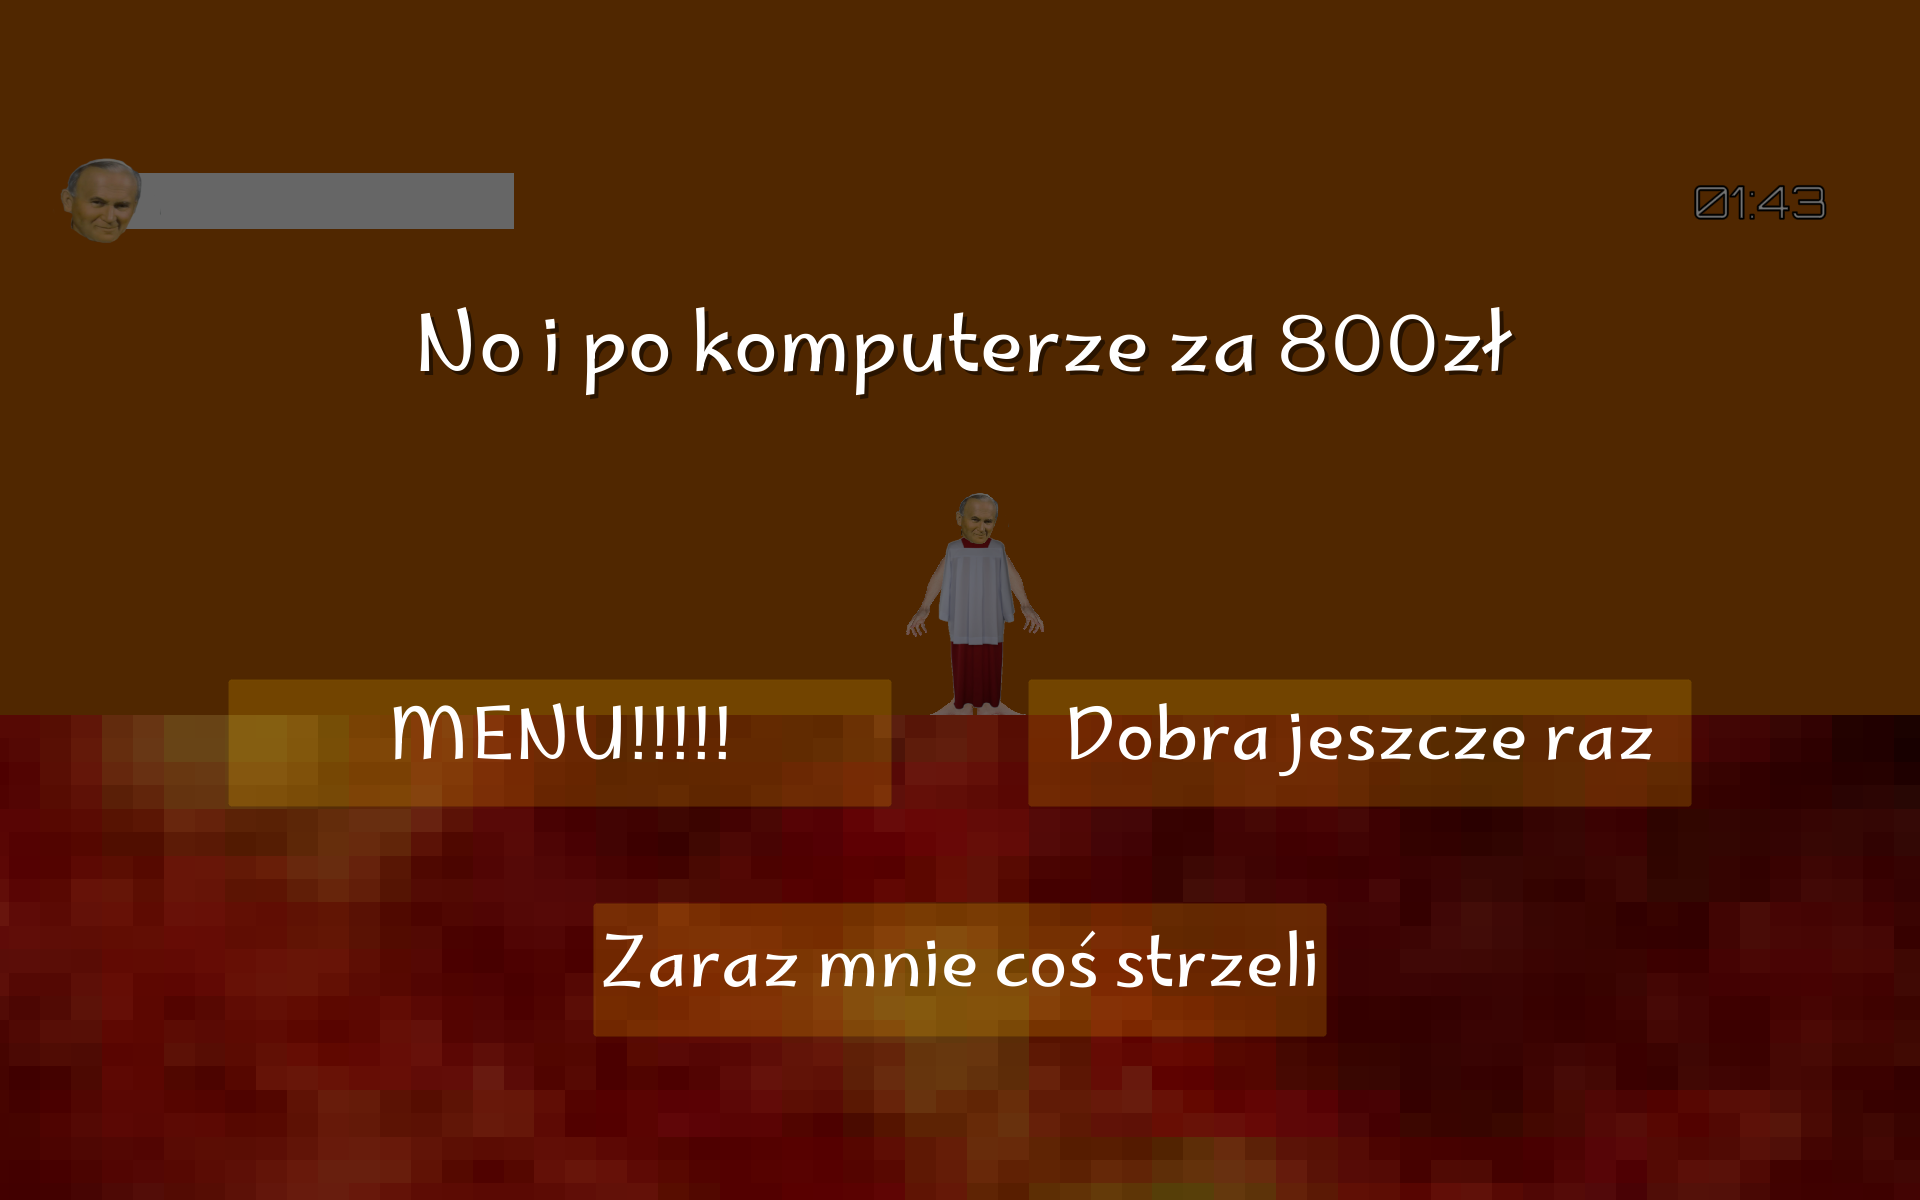 01:43
No i po komputerze za 800zł
MENU!!!!!
Dobra jeszcze raz
Zaraz mnie coś strzeli